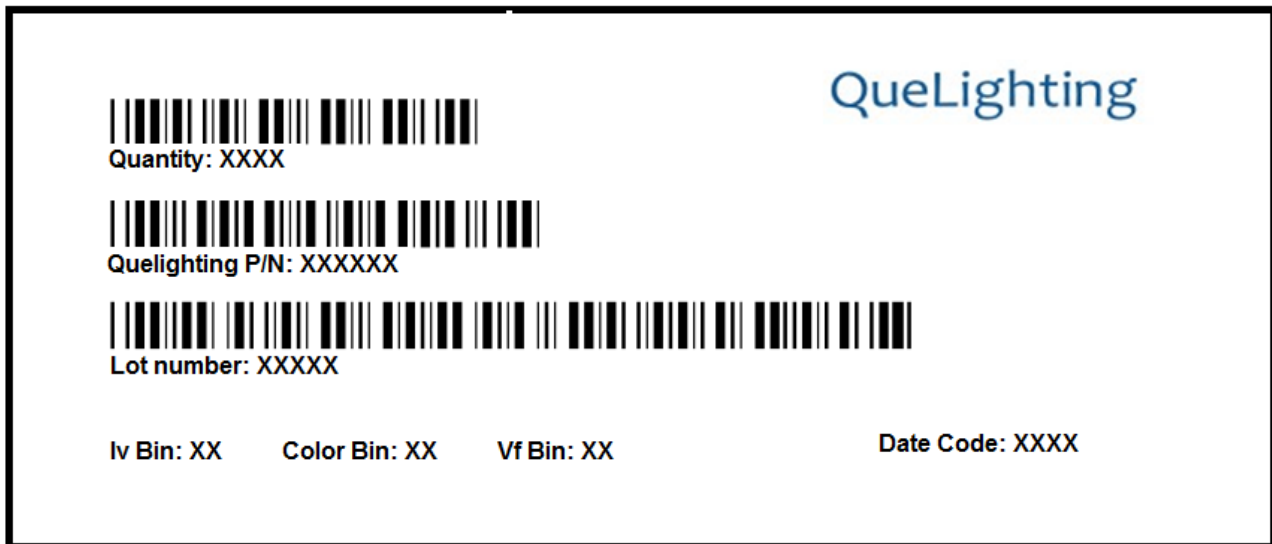 QueLighting
Quantity: XXXX
Quelighting P/N: XXXXXX
Lot number: XXXXX
Iv Bin: XX Color Bin: XX Vf Bin: XX Date Code: XXXX